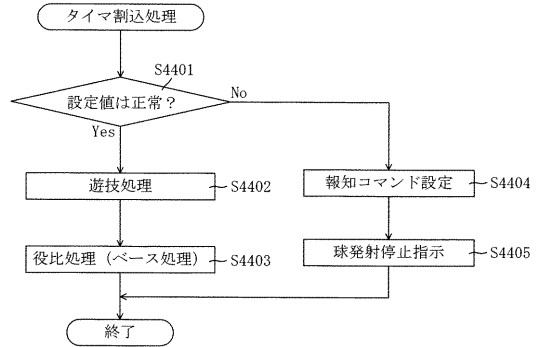 タイマ割込処理
S4401
設定値は正常？
No
Yes
遊技処理
S4402
報知コマンド設定
S4404
役比処理（ベース処理）
S4403
球発射停止指示
S4405
終了